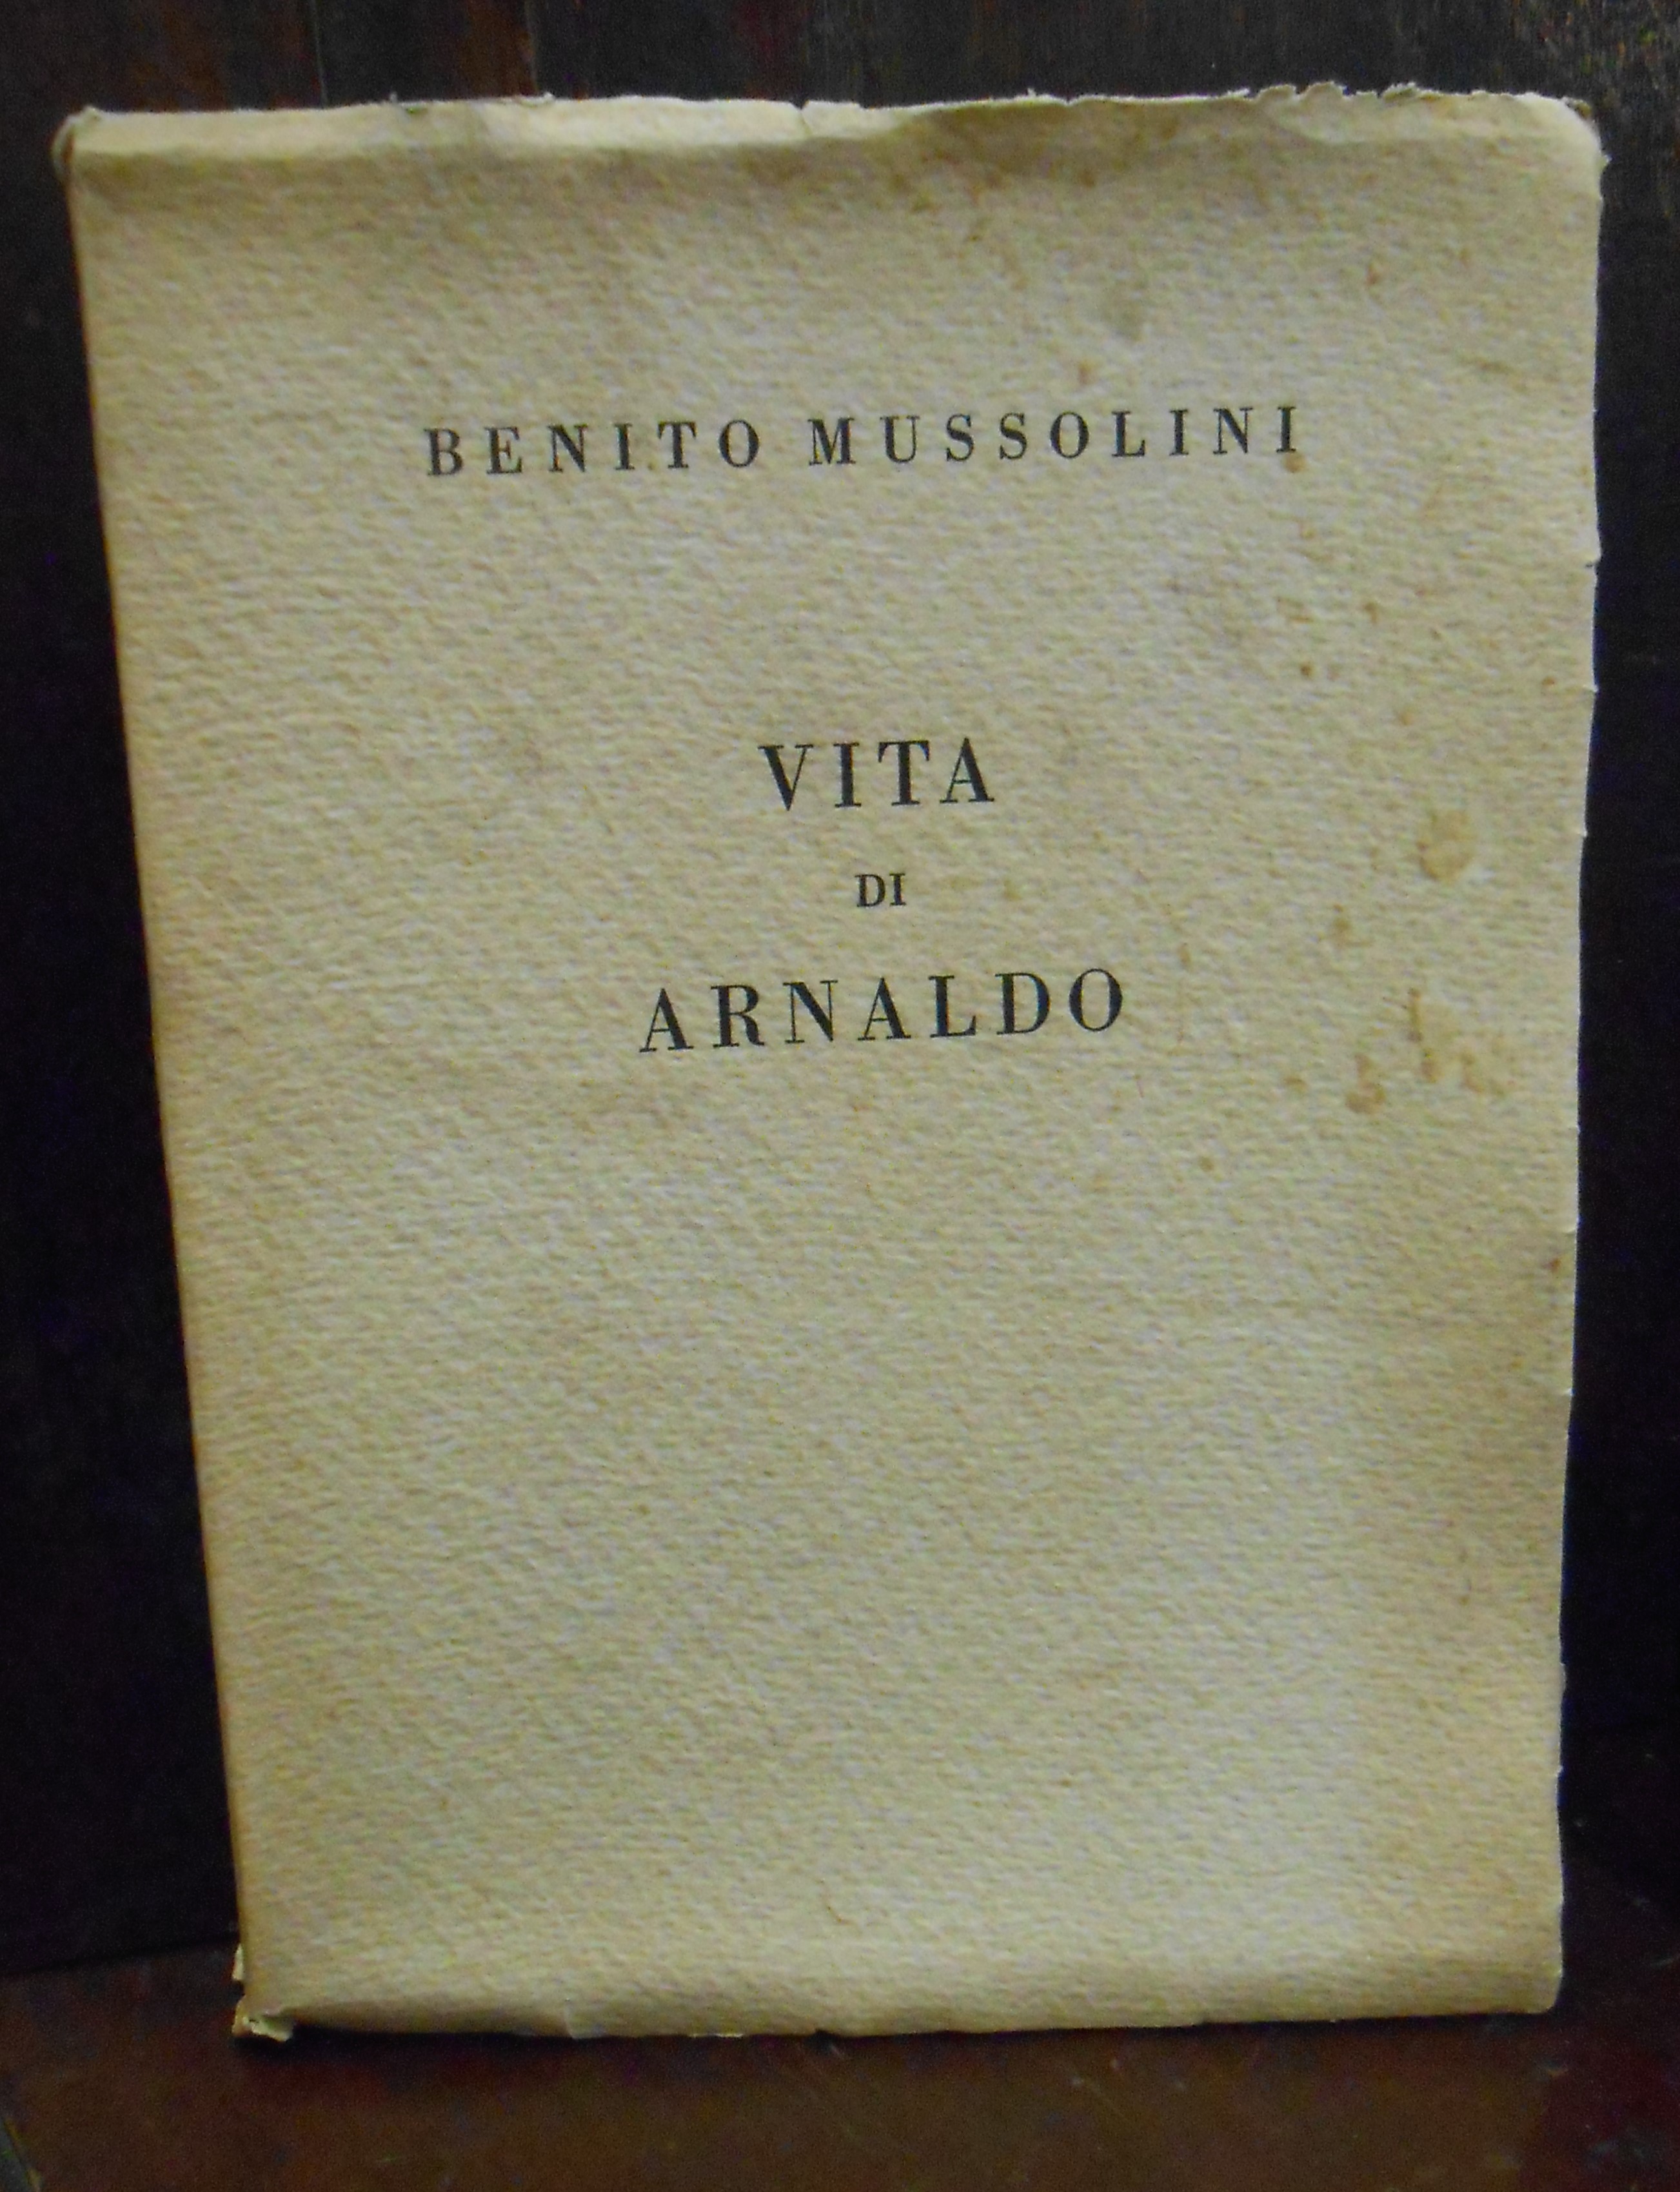 BENITO MUSSOLINI
VITA
DI
ARNALDO